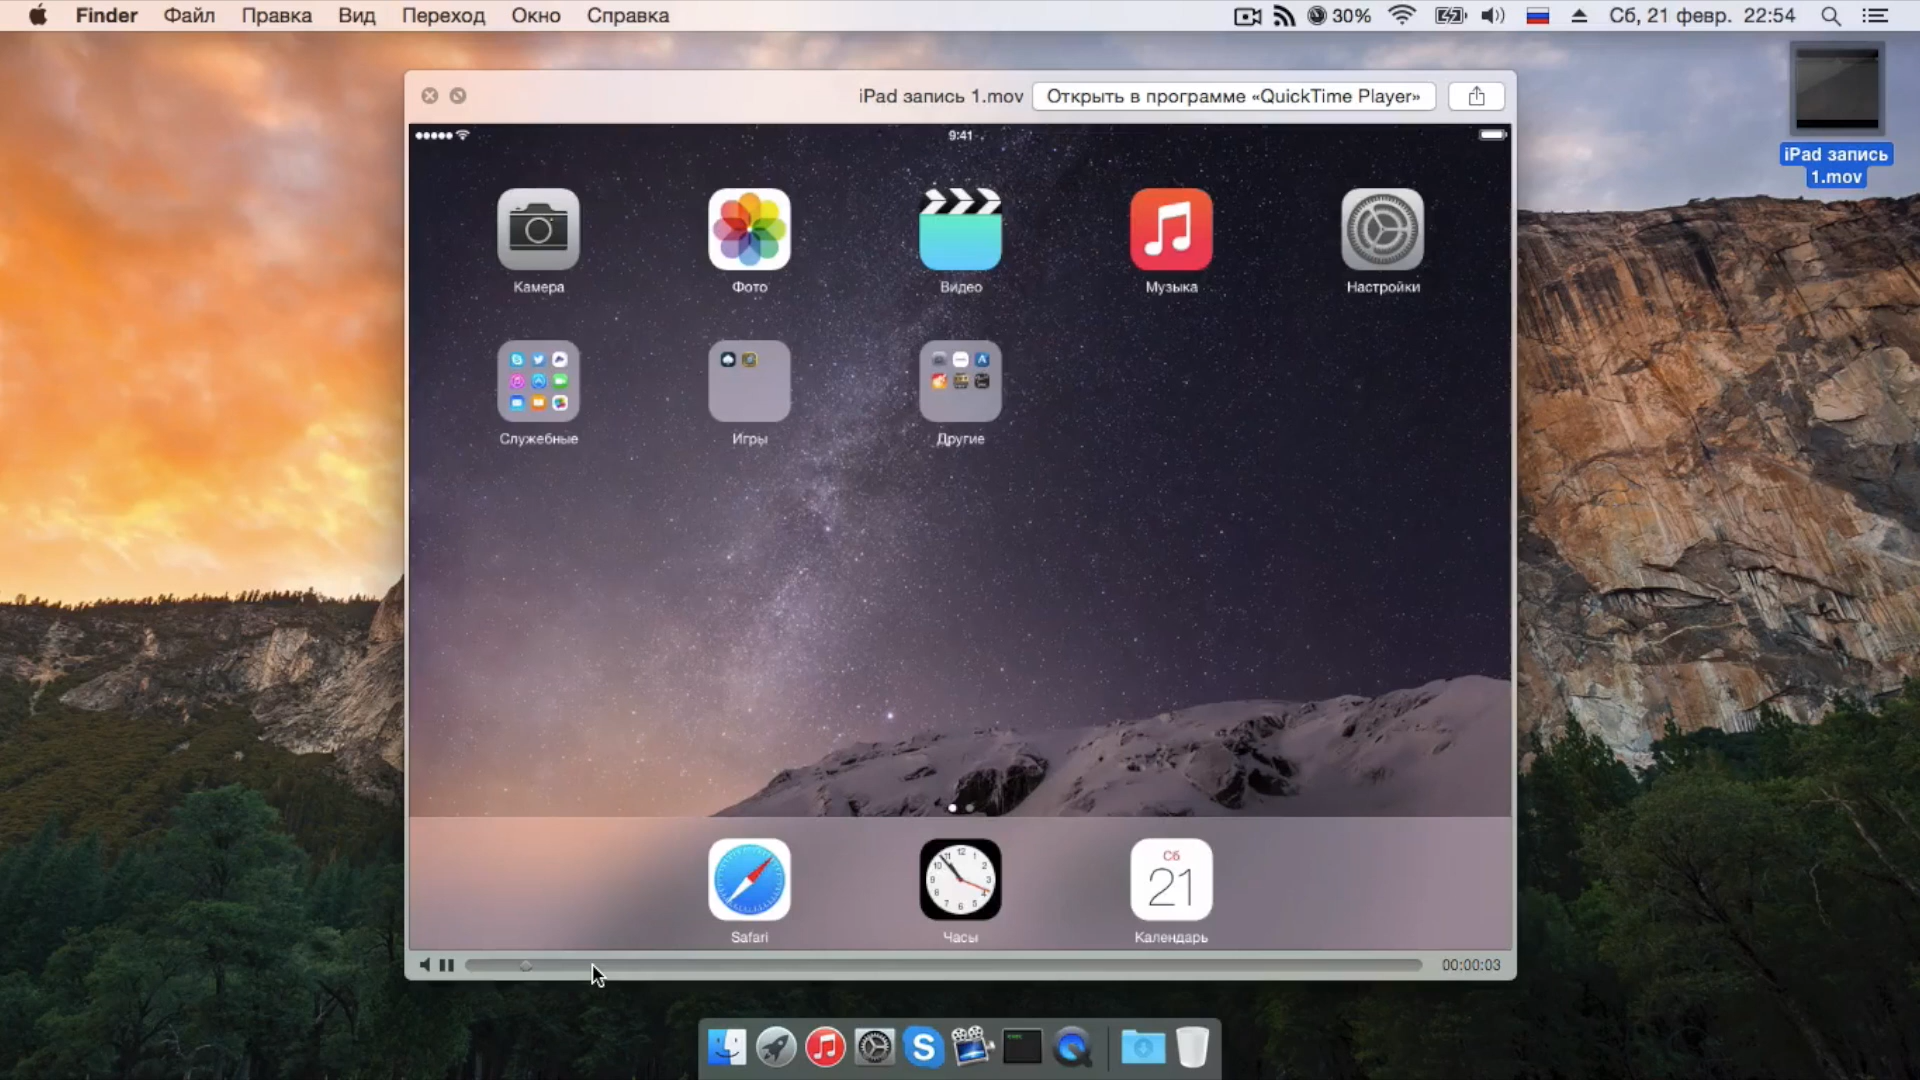 Finder Файл Правка Вид Переход Окно Справка 30% Сб, 21 февр. 22:54
iPad запись 1.mov Открыть в программе «QuickTime Player»
iPad запись
1.mov
9:41
Камера Фото Видео Музыка Настройки
Служебные Игры Другие
Сб
21
Safari Часы Календарь
00:00:03